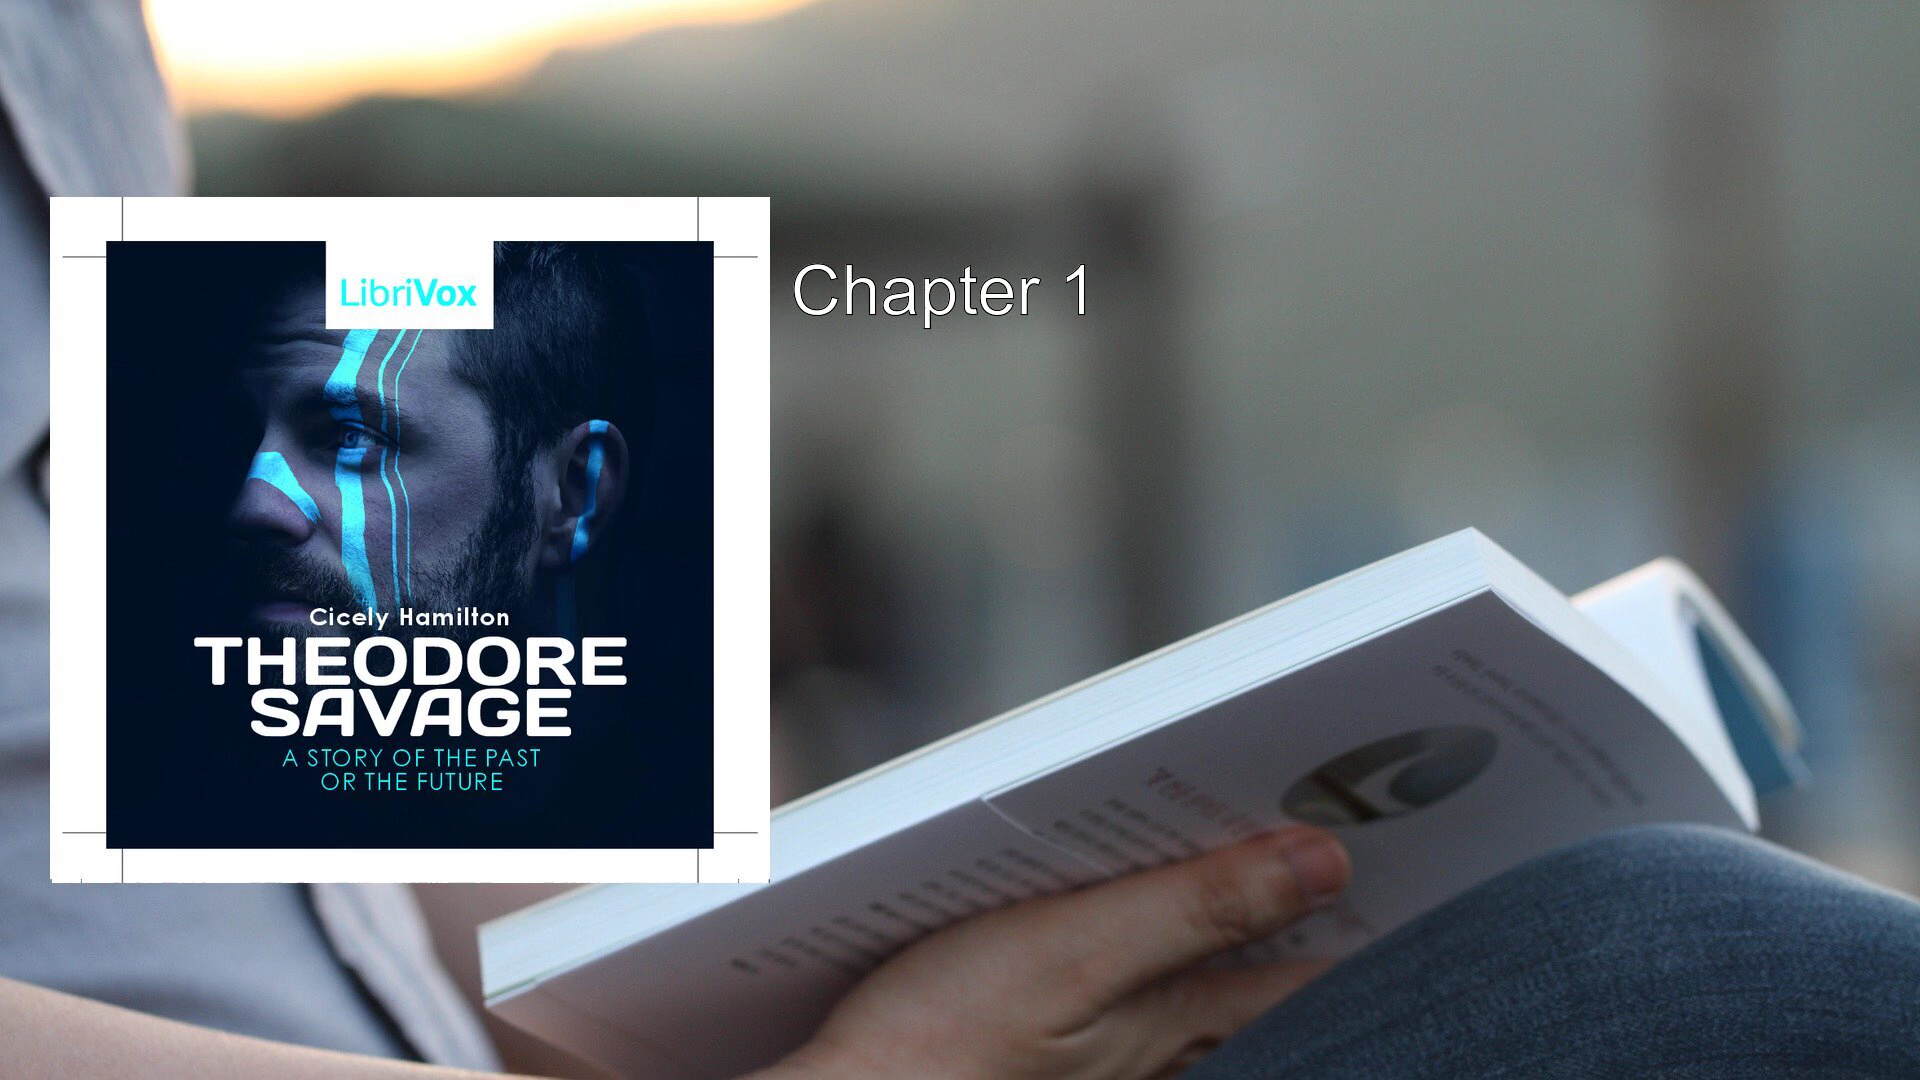 LibriVox
Cicely Hamilton
THEODORE
SAVAGE
A STORY OF THE PAST
OR THE FUTURE
Chapter 1